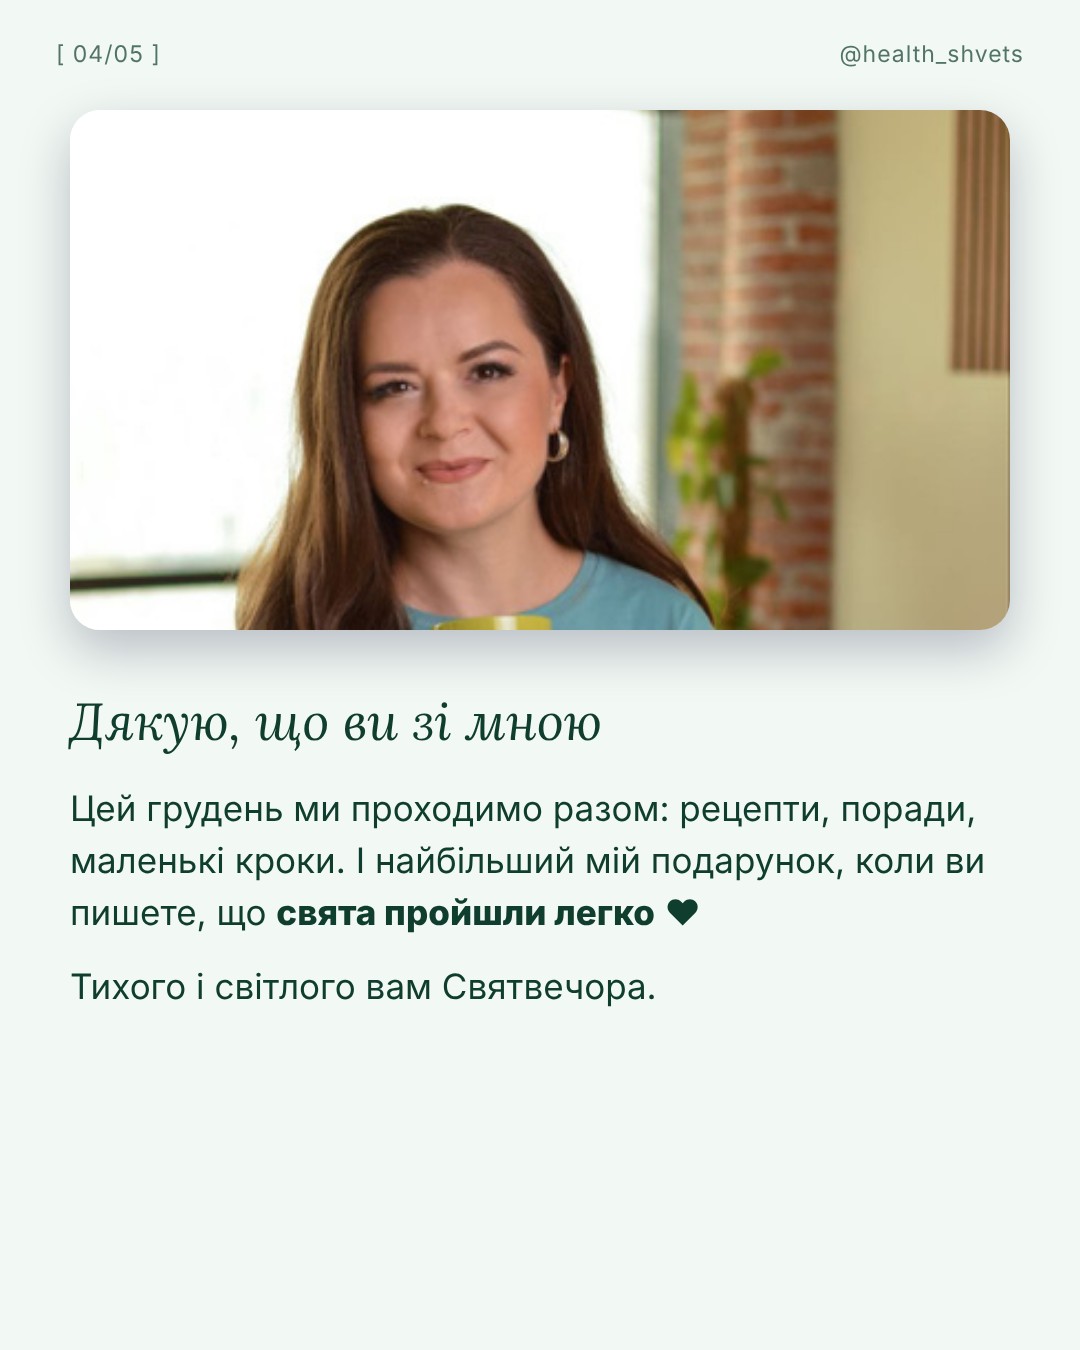 [ 04/05 ]
@health_shvets
Дякую, що ви зі мною
Цей грудень ми проходимо разом: рецепти, поради,
маленькі кроки. І найбільший мій подарунок, коли ви
пишете, що свята пройшли легко ♥
Тихого і світлого вам Святвечора.